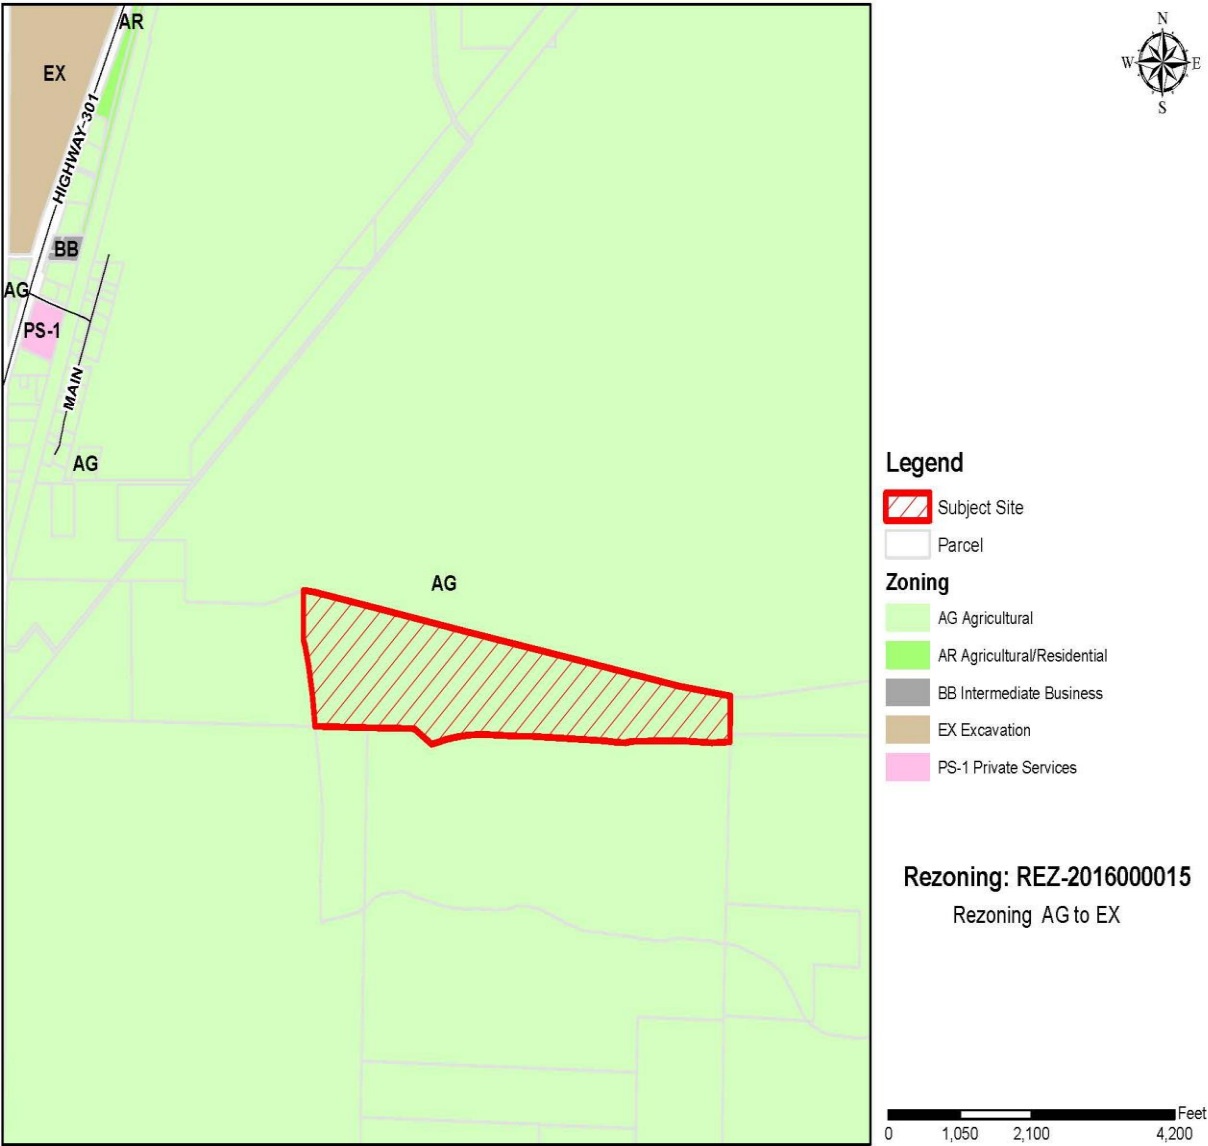 AR
EX
HIGHWAY-301
BB
AG
PS-1
MAIN
AG
AG
N
W E
S
Legend
Subject Site
Parcel
Zoning
AG Agricultural
AR Agricultural/Residential
BB Intermediate Business
EX Excavation
PS-1 Private Services
Rezoning: REZ-2016000015
Rezoning AG to EX
Feet
0 1,050 2,100 4,200